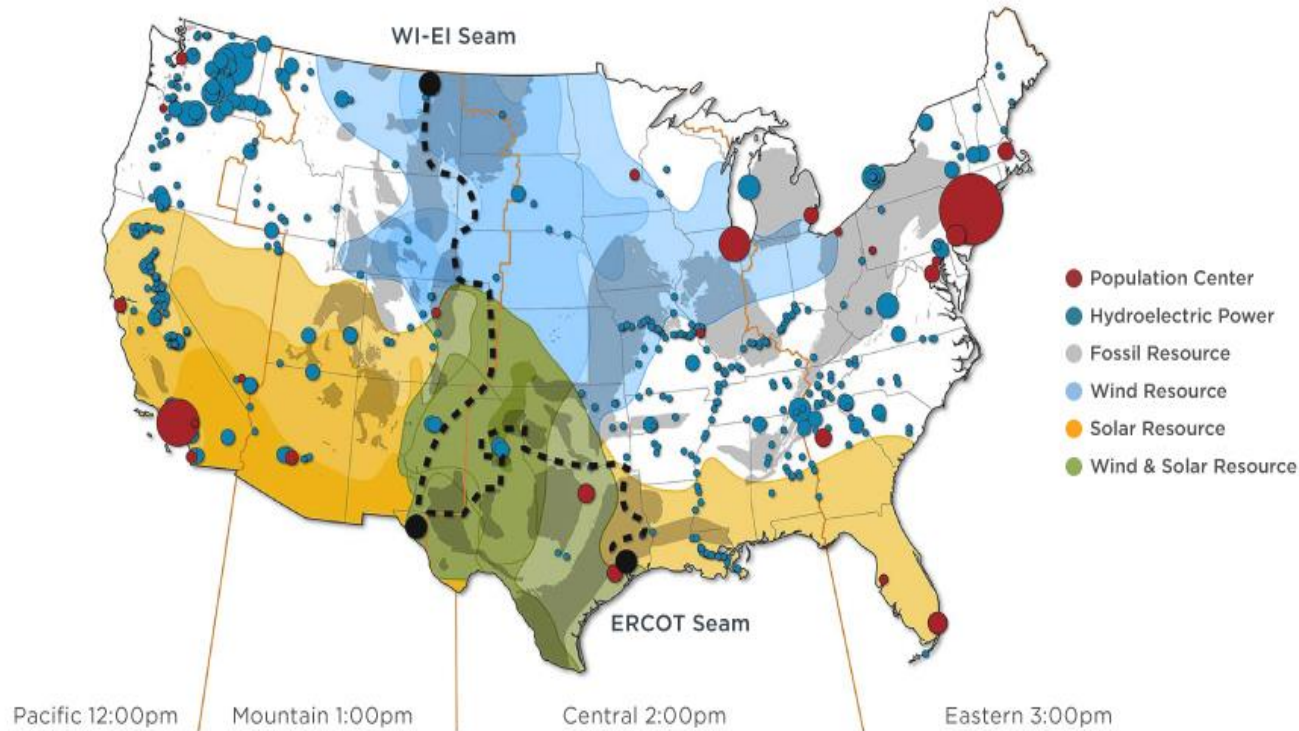 WI-EI Seam
Population Center
Hydroelectric Power
Fossil Resource
Wind Resource
Solar Resource
Wind & Solar Resource
ERCOT Seam
Pacific 12:00pm
Mountain 1:00pm
Central 2:00pm
Eastern 3:00pm